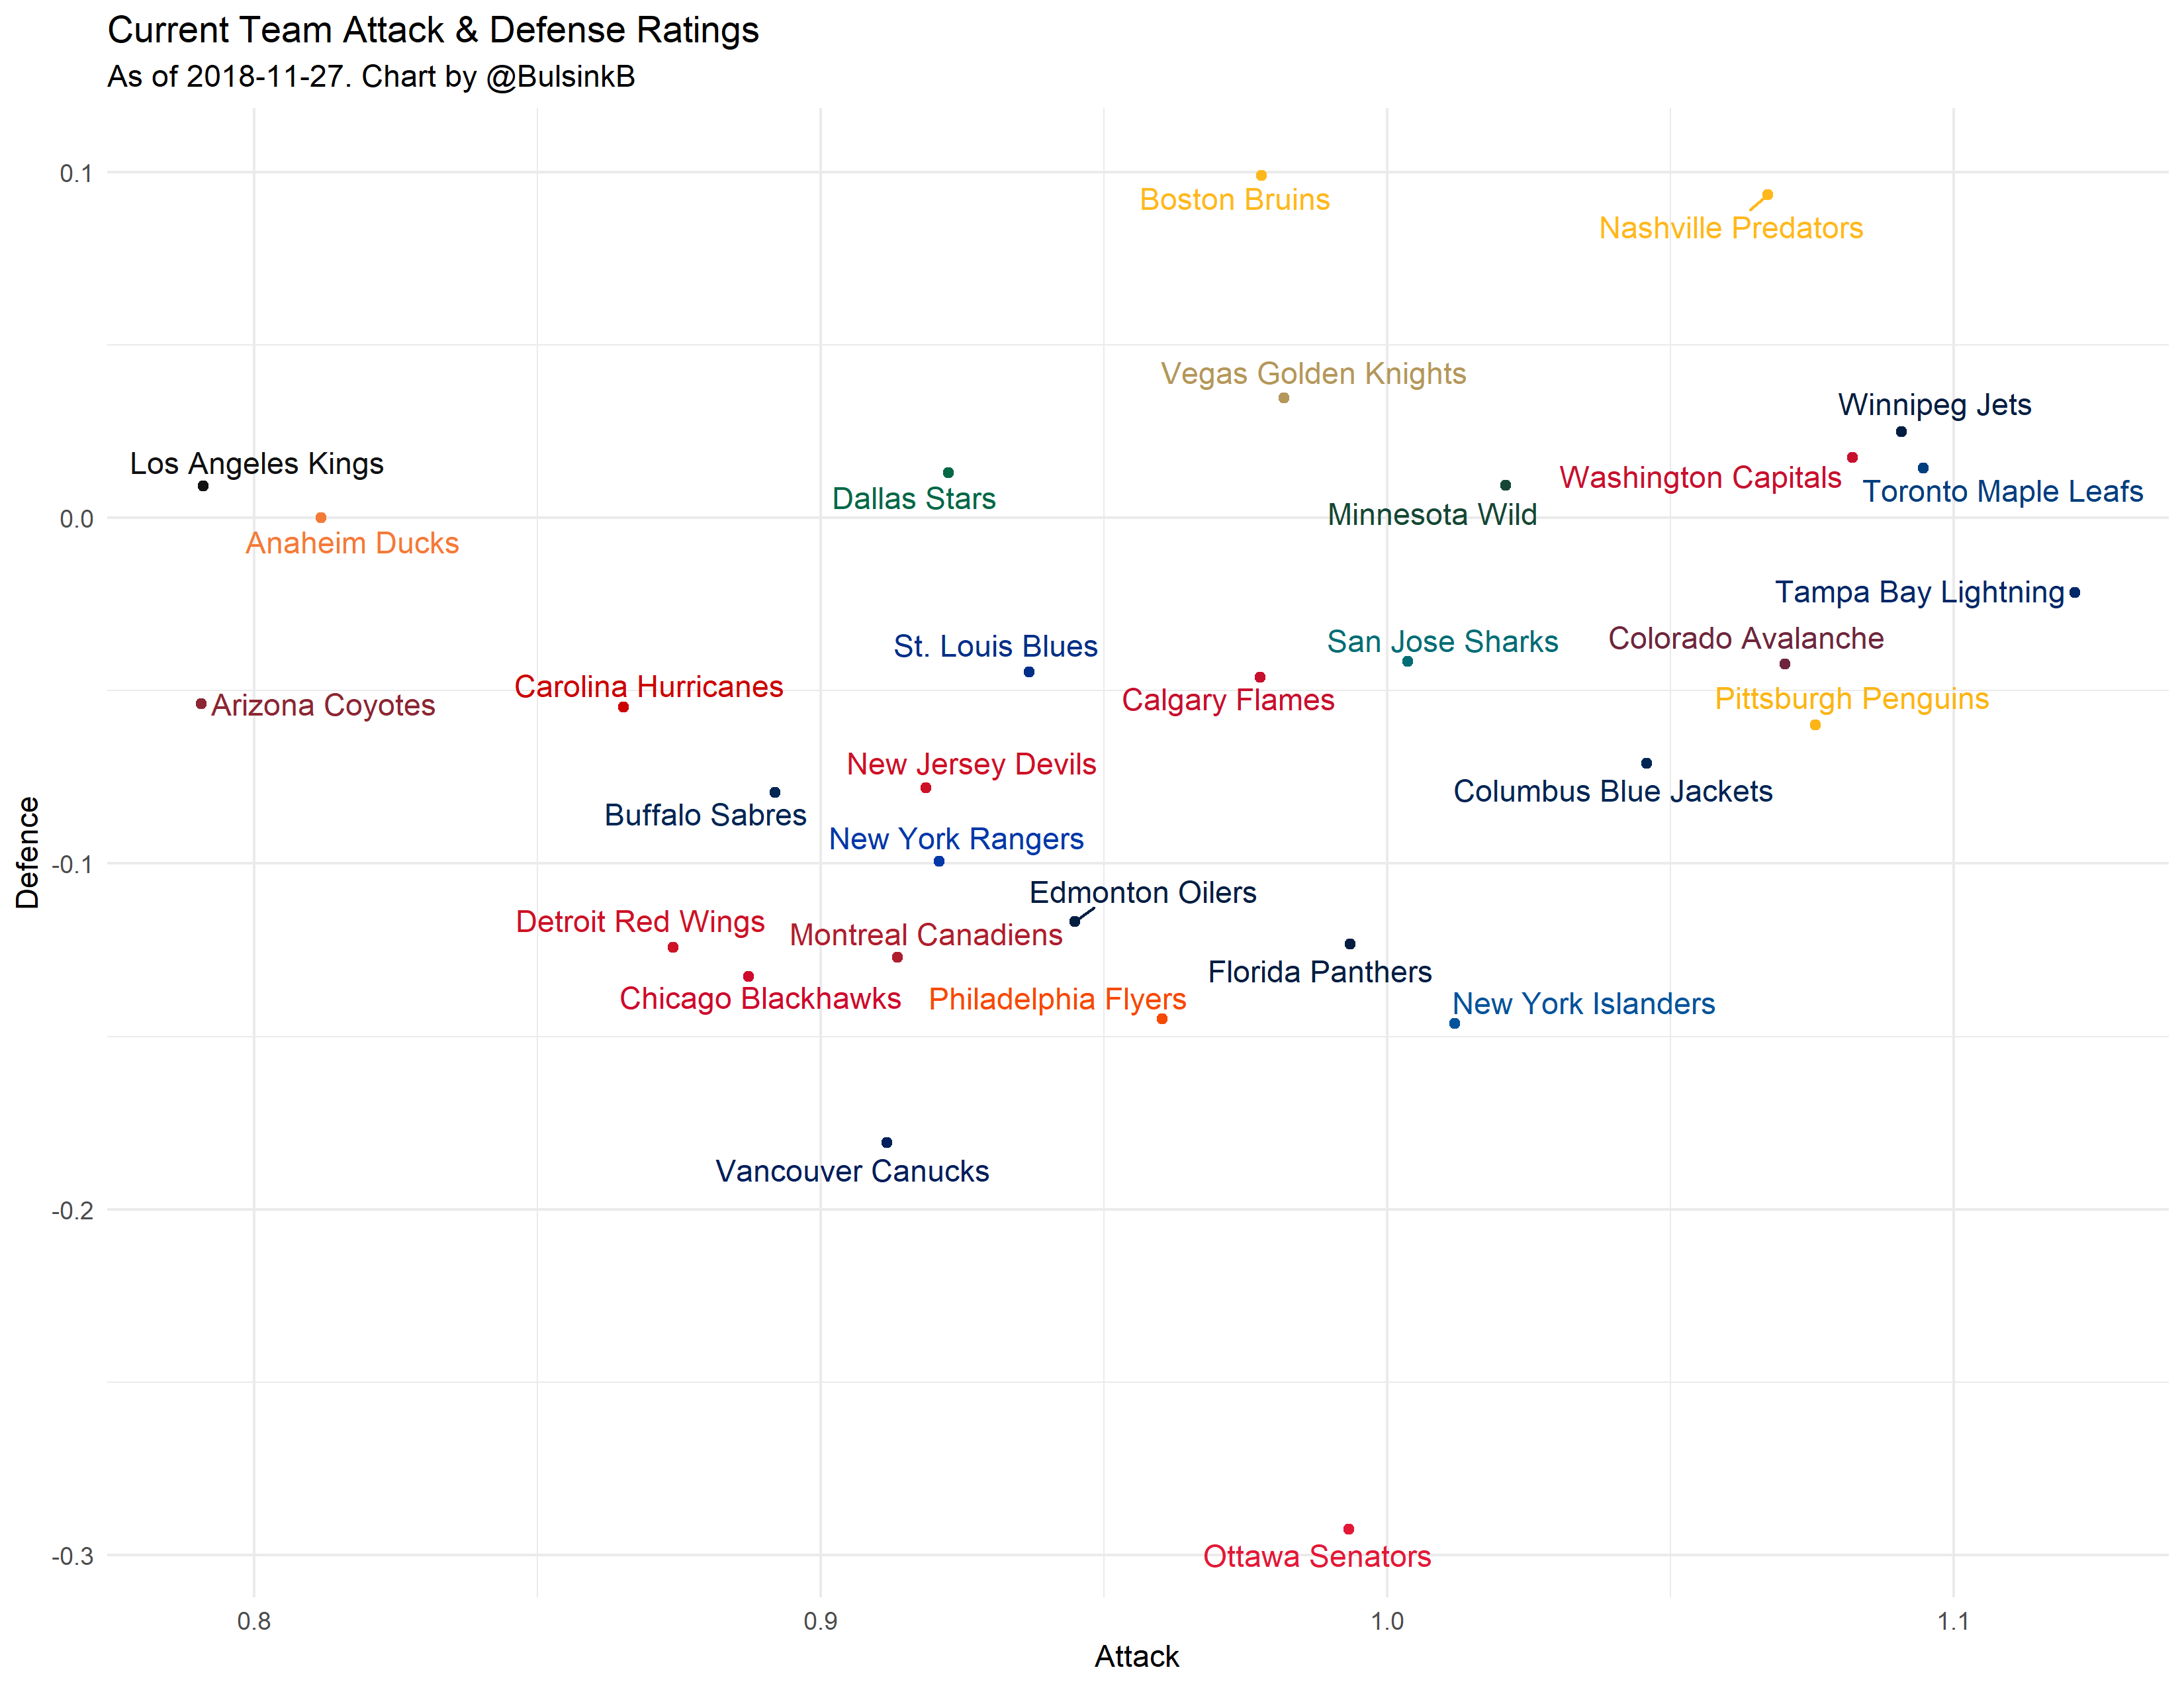 Current Team Attack & Defense Ratings
As of 2018-11-27. Chart by @BulsinkB
0.1
Boston Bruins
Nashville Predators
Vegas Golden Knights
Winnipeg Jets
Los Angeles Kings
Washington Capitals
Toronto Maple Leafs
Dallas Stars
Minnesota Wild
0.0
Anaheim Ducks
Tampa Bay Lightning
St. Louis Blues
San Jose Sharks
Colorado Avalanche
Carolina Hurricanes
Arizona Coyotes
Calgary Flames
Pittsburgh Penguins
New Jersey Devils
Columbus Blue Jackets
Buffalo Sabres
New York Rangers
Defence
-0.1
Edmonton Oilers
Detroit Red Wings
Montreal Canadiens
Florida Panthers
Chicago Blackhawks
Philadelphia Flyers
New York Islanders
Vancouver Canucks
-0.2
Ottawa Senators
-0.3
0.8
0.9
1.0
1.1
Attack